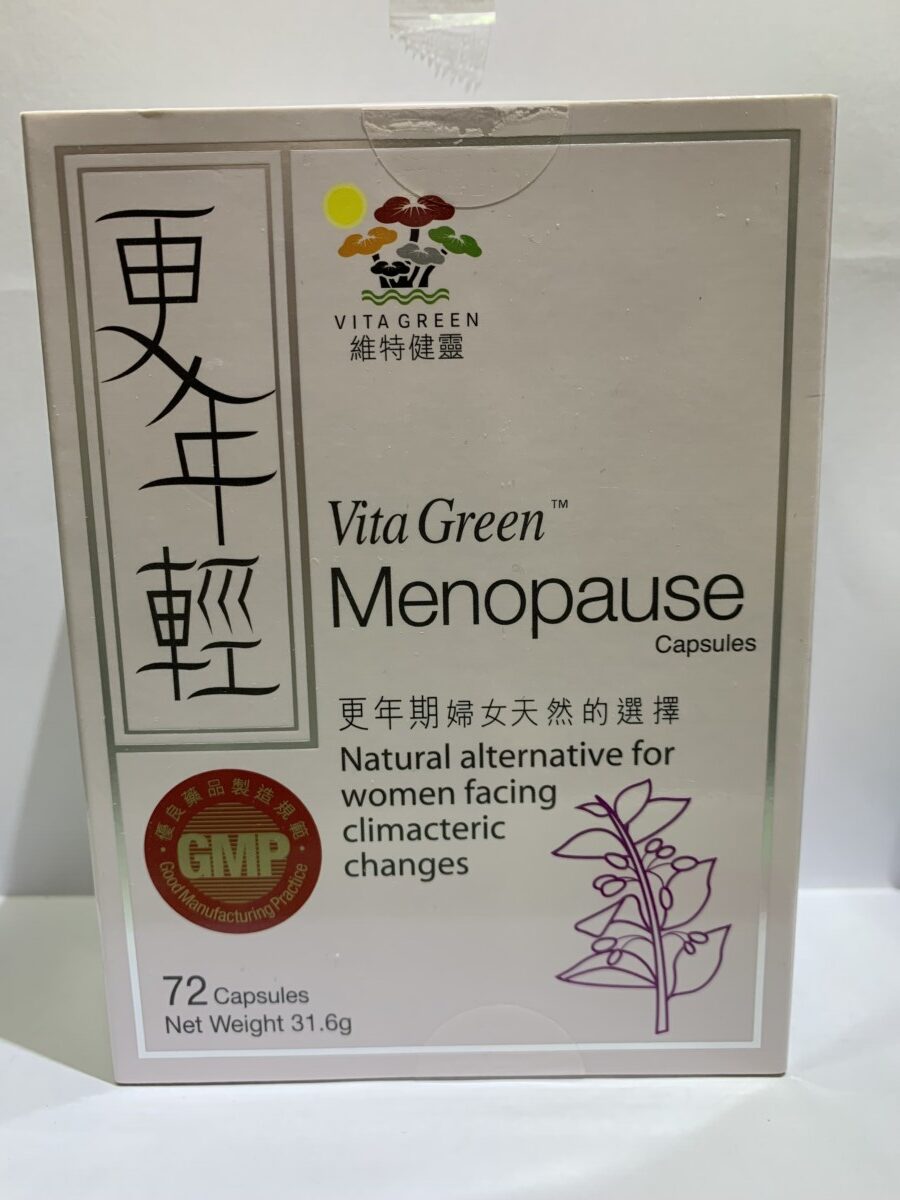 更年輕
VITA GREEN
維特健靈
Vita Green™
Menopause
Capsules
更年期婦女天然的選擇
Natural alternative for
women facing
climacteric
changes
優良藥品製造規範
GMP
Good Manufacturing Practice
72 Capsules
Net Weight 31.6g